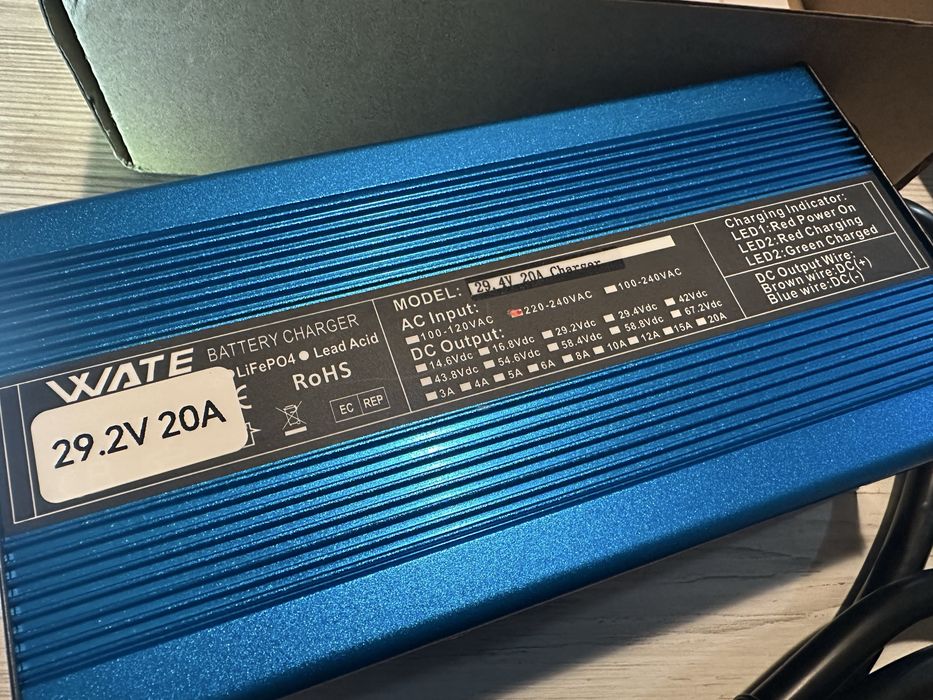 WATE BATTERY CHARGER
LiFePO4 ● Lead Acid
CE RoHS
EC REP
29.2V 20A
MODEL: 29.4V 20A Charger
AC Input:
100-120VAC 220-240VAC 100-240VAC
DC Output:
14.6Vdc 16.8Vdc 29.2Vdc 29.4Vdc 42Vdc
43.8Vdc 54.6Vdc 58.4Vdc 58.8Vdc 67.2Vdc
3A 4A 5A 6A 8A 10A 12A 15A 20A
Charging Indicator:
LED1:Red Power On
LED2:Red Charging
LED2:Green Charged
DC Output Wire:
Brown wire:DC(+)
Blue wire:DC(-)